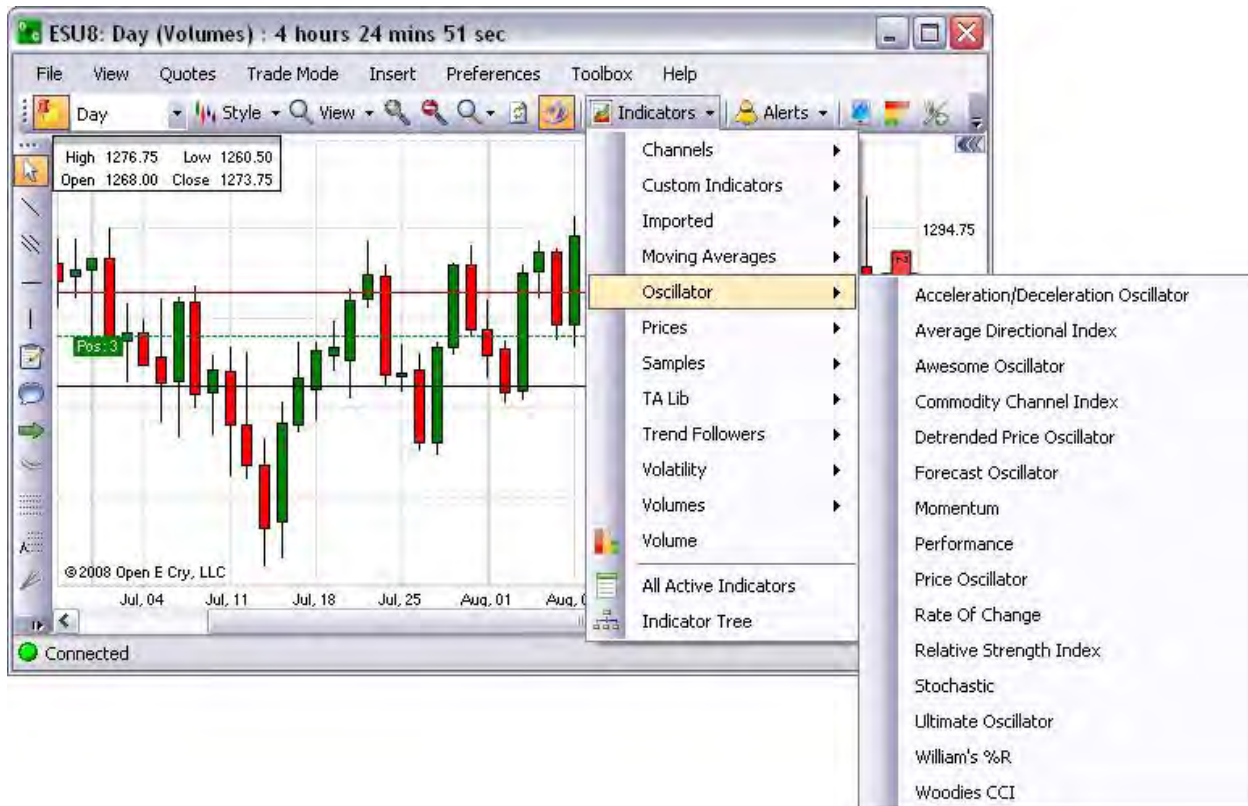 ESU8: Day (Volumes) : 4 hours 24 mins 51 sec
File View Quotes Trade Mode Insert Preferences Toolbox Help
Day Style View Indicators Alerts
High 1276.75 Low 1260.50
Open 1268.00 Close 1273.75
Pos: 3
1294.75
Channels
Custom Indicators
Imported
Moving Averages
Oscillator
Prices
Samples
TA Lib
Trend Followers
Volatility
Volumes
Volume
All Active Indicators
Indicator Tree
Acceleration/Deceleration Oscillator
Average Directional Index
Awesome Oscillator
Commodity Channel Index
Detrended Price Oscillator
Forecast Oscillator
Momentum
Performance
Price Oscillator
Rate Of Change
Relative Strength Index
Stochastic
Ultimate Oscillator
William's %R
Woodies CCI
©2008 Open E Cry, LLC
Jul, 04 Jul, 11 Jul, 18 Jul, 25 Aug, 01 Aug,
Connected